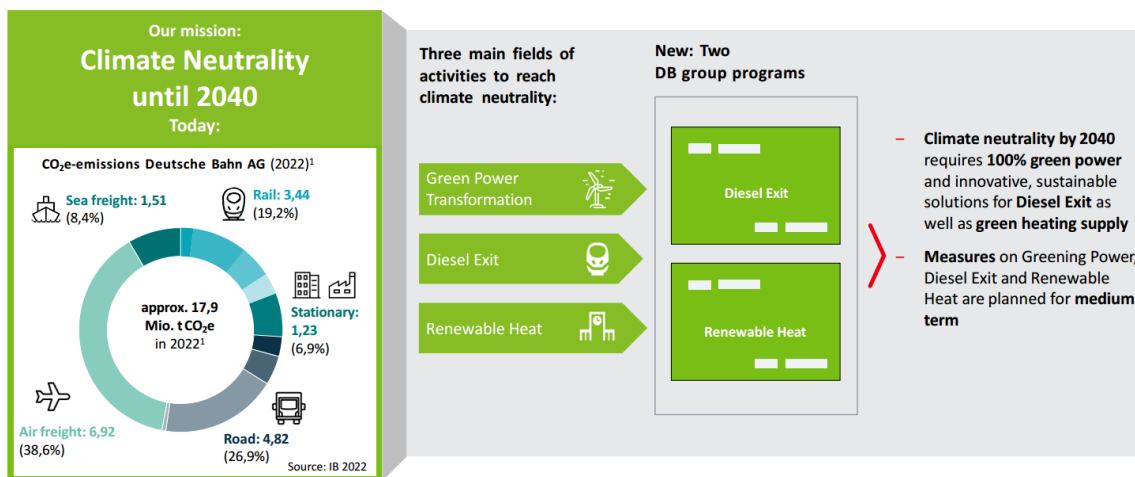 Our mission:
Climate Neutrality
until 2040
Today:
CO₂e-emissions Deutsche Bahn AG (2022)¹
Sea freight: 1,51
(8,4%)
Rail: 3,44
(19,2%)
approx. 17,9
Mio. t CO₂e
in 2022¹
Stationary:
1,23
(6,9%)
Air freight: 6,92
(38,6%)
Road: 4,82
(26,9%)
Source: IB 2022
Three main fields of
activities to reach
climate neutrality:
Green Power
Transformation
Diesel Exit
Renewable Heat
New: Two
DB group programs
Diesel Exit
Renewable Heat
– Climate neutrality by 2040
requires 100% green power
and innovative, sustainable
solutions for Diesel Exit as
well as green heating supply
– Measures on Greening Power,
Diesel Exit and Renewable
Heat are planned for medium
term